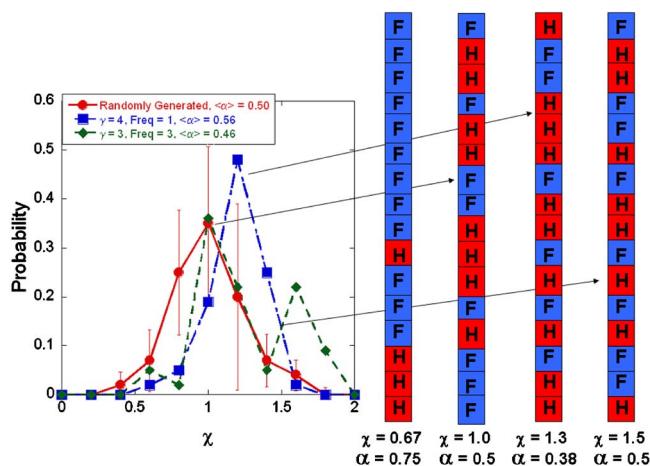 0.6
0.5
0.4
0.3
0.2
0.1
0.0
Probability
Randomly Generated, <α> = 0.50
γ = 4, Freq = 1, <α> = 0.56
γ = 3, Freq = 3, <α> = 0.46
0 0.5 1 1.5 2
χ
F F H F
F H F H
F H F H
F F H F
F H H F
F H H H
F F F F
F F H H
F H H H
H H F F
F H H H
F F F F
F H H H
H F F F
H F H F
H F H H
χ = 0.67 χ = 1.0 χ = 1.3 χ = 1.5
α = 0.75 α = 0.5 α = 0.38 α = 0.5